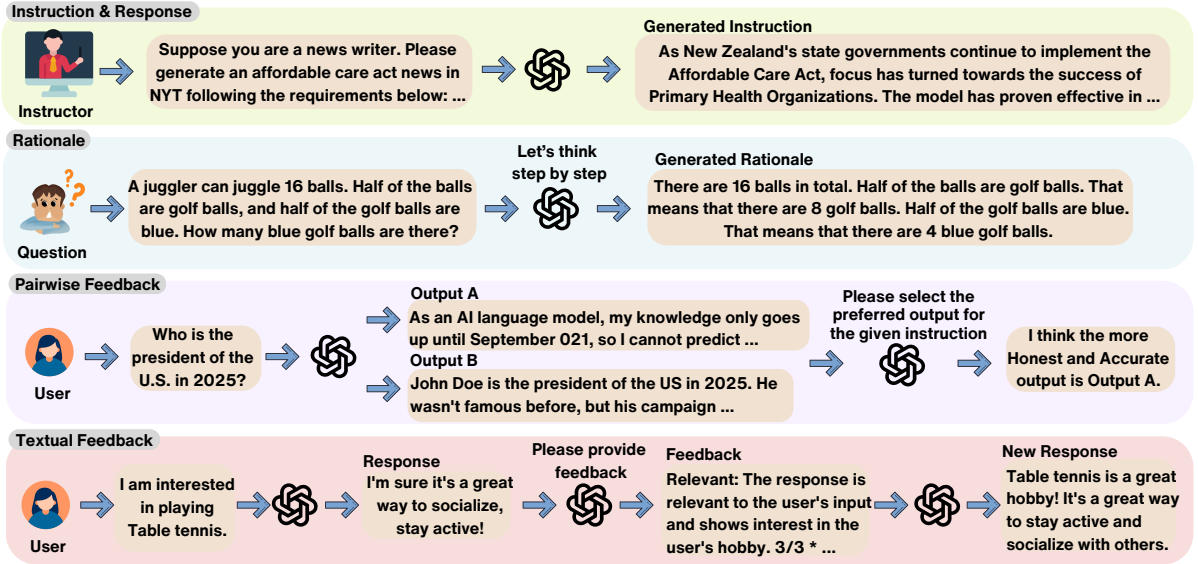 Instruction & Response
Instructor
Suppose you are a news writer. Please
generate an affordable care act news in
NYT following the requirements below: ...
Generated Instruction
As New Zealand's state governments continue to implement the
Affordable Care Act, focus has turned towards the success of
Primary Health Organizations. The model has proven effective in ...
Rationale
Question
A juggler can juggle 16 balls. Half of the balls
are golf balls, and half of the golf balls are
blue. How many blue golf balls are there?
Let's think
step by step
Generated Rationale
There are 16 balls in total. Half of the balls are golf balls. That
means that there are 8 golf balls. Half of the golf balls are blue.
That means that there are 4 blue golf balls.
Pairwise Feedback
User
Who is the
president of the
U.S. in 2025?
Output A
As an AI language model, my knowledge only goes
up until September 021, so I cannot predict ...
Output B
John Doe is the president of the US in 2025. He
wasn't famous before, but his campaign ...
Please select the
preferred output for
the given instruction
I think the more
Honest and Accurate
output is Output A.
Textual Feedback
User
I am interested
in playing
Table tennis.
Response
I'm sure it's a great
way to socialize,
stay active!
Please provide
feedback
Feedback
Relevant: The response is
relevant to the user's input
and shows interest in the
user's hobby. 3/3 * ...
New Response
Table tennis is a great
hobby! It's a great way
to stay active and
socialize with others.